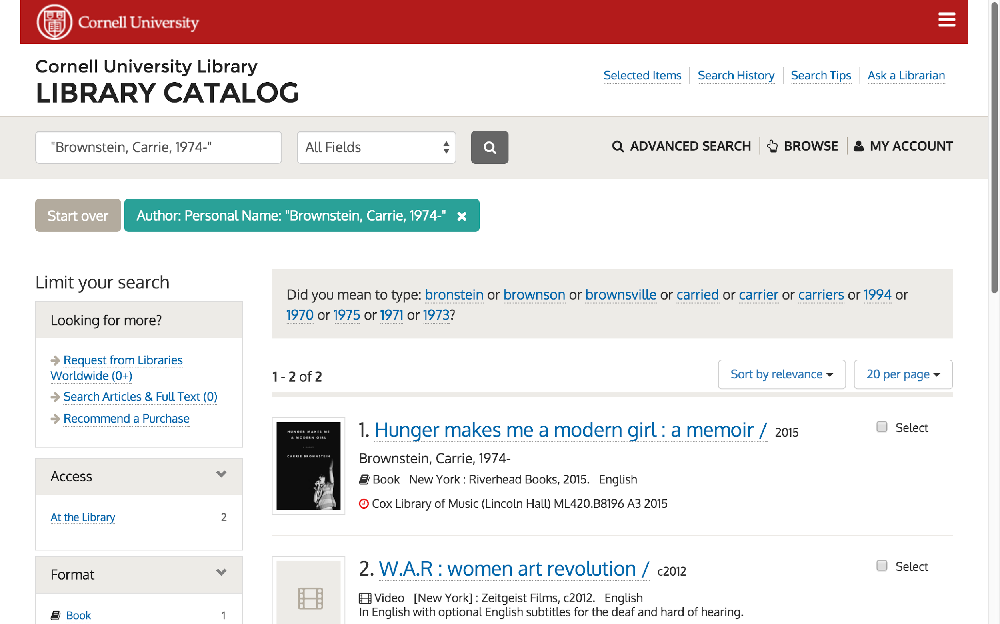 Cornell University
Cornell University Library
LIBRARY CATALOG
Selected Items
Search History
Search Tips
Ask a Librarian
"Brownstein, Carrie, 1974-"
All Fields
ADVANCED SEARCH
BROWSE
MY ACCOUNT
Start over
Author: Personal Name: "Brownstein, Carrie, 1974-" ✖
Limit your search
Looking for more?
Request from Libraries
Worldwide (0+)
Search Articles & Full Text (0)
Recommend a Purchase
Access
At the Library 2
Format
Book 1
Did you mean to type: bronstein or brownson or brownsville or carried or carrier or carriers or 1994 or
1970 or 1975 or 1971 or 1973?
1 - 2 of 2
Sort by relevance
20 per page
HUNGER MAKES ME
A MODERN GIRL
a memoir
CARRIE BROWNSTEIN
1. Hunger makes me a modern girl : a memoir / 2015
Select
Brownstein, Carrie, 1974-
Book New York : Riverhead Books, 2015. English
Cox Library of Music (Lincoln Hall) ML420.B8196 A3 2015
2. W.A.R : women art revolution / c2012
Select
Video [New York] : Zeitgeist Films, c2012. English
In English with optional English subtitles for the deaf and hard of hearing.